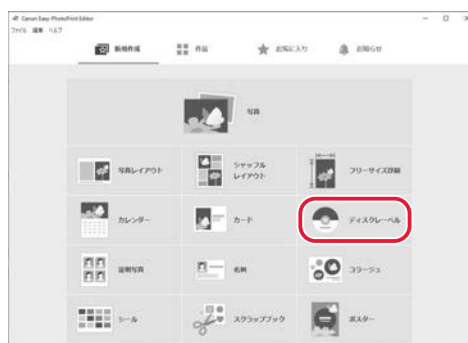 Canon Easy-PhotoPrint Editor
ファイル 編集 ヘルプ
新規作成 作品 お気に入り お知らせ
写真
写真レイアウト シャッフル レイアウト フリーサイズ印刷
カレンダー カード ディスクレーベル
証明写真 名刺 コラージュ
シール スクラップブック ポスター